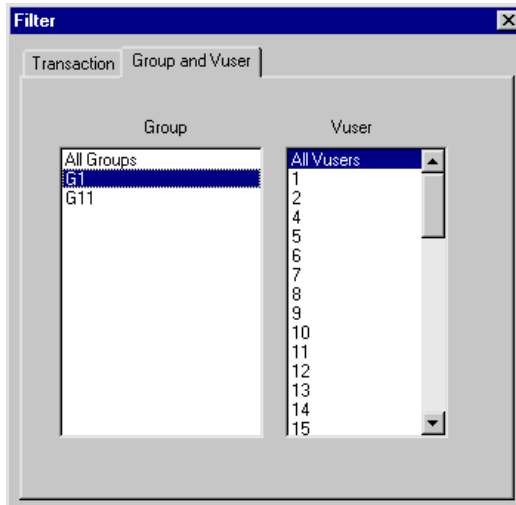 Filter
Transaction
Group and Vuser
Group
Vuser
All Groups
G1
G11
All Vusers
1
2
4
5
6
7
8
9
10
11
12
13
14
15